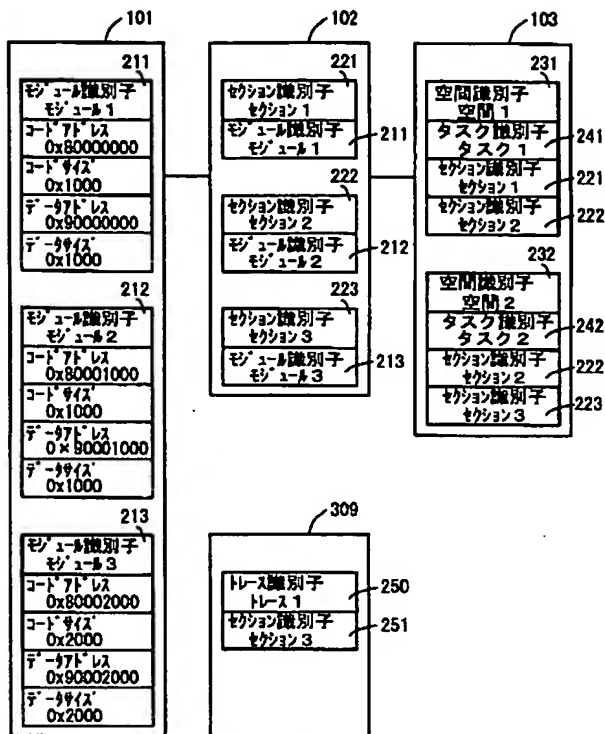 101
211
モジュール識別子
モジュール1
コードアドレス
0x80000000
コードサイズ
0x1000
データアドレス
0x90000000
データサイズ
0x1000
212
モジュール識別子
モジュール2
コードアドレス
0x80001000
コードサイズ
0x1000
データアドレス
0×90001000
データサイズ
0x1000
213
モジュール識別子
モジュール3
コードアドレス
0x80002000
コードサイズ
0x2000
データアドレス
0x90002000
データサイズ
0x2000
102
221
セクション識別子
セクション1
モジュール識別子
モジュール1
211
222
セクション識別子
セクション2
モジュール識別子
モジュール2
212
223
セクション識別子
セクション3
モジュール識別子
モジュール3
213
103
231
空間識別子
空間1
タスク識別子
タスク1
241
セクション識別子
セクション1
221
セクション識別子
セクション2
222
232
空間識別子
空間2
タスク識別子
タスク2
242
セクション識別子
セクション2
222
セクション識別子
セクション3
223
309
トレース識別子
トレース1
250
セクション識別子
セクション3
251